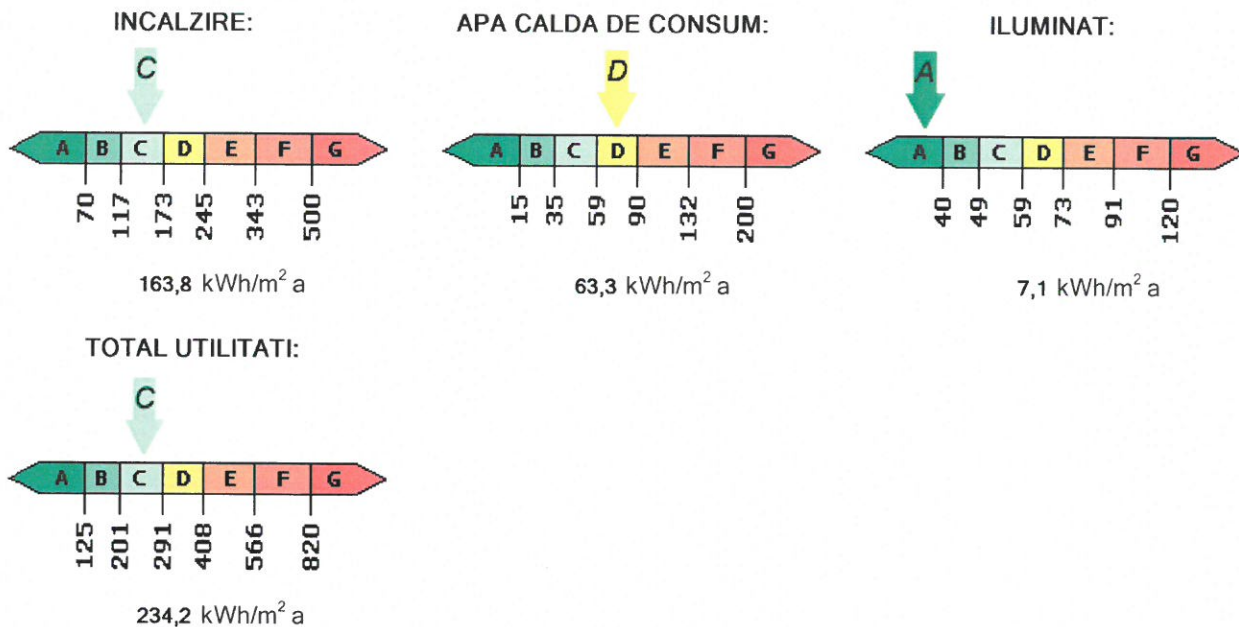 INCALZIRE:
C
A B C D E F G
70 117 173 245 343 500
163,8 kWh/m² a
APA CALDA DE CONSUM:
D
A B C D E F G
15 35 59 90 132 200
63,3 kWh/m² a
ILUMINAT:
A
A B C D E F G
40 49 59 73 91 120
7,1 kWh/m² a
TOTAL UTILITATI:
C
A B C D E F G
125 201 291 408 566 820
234,2 kWh/m² a